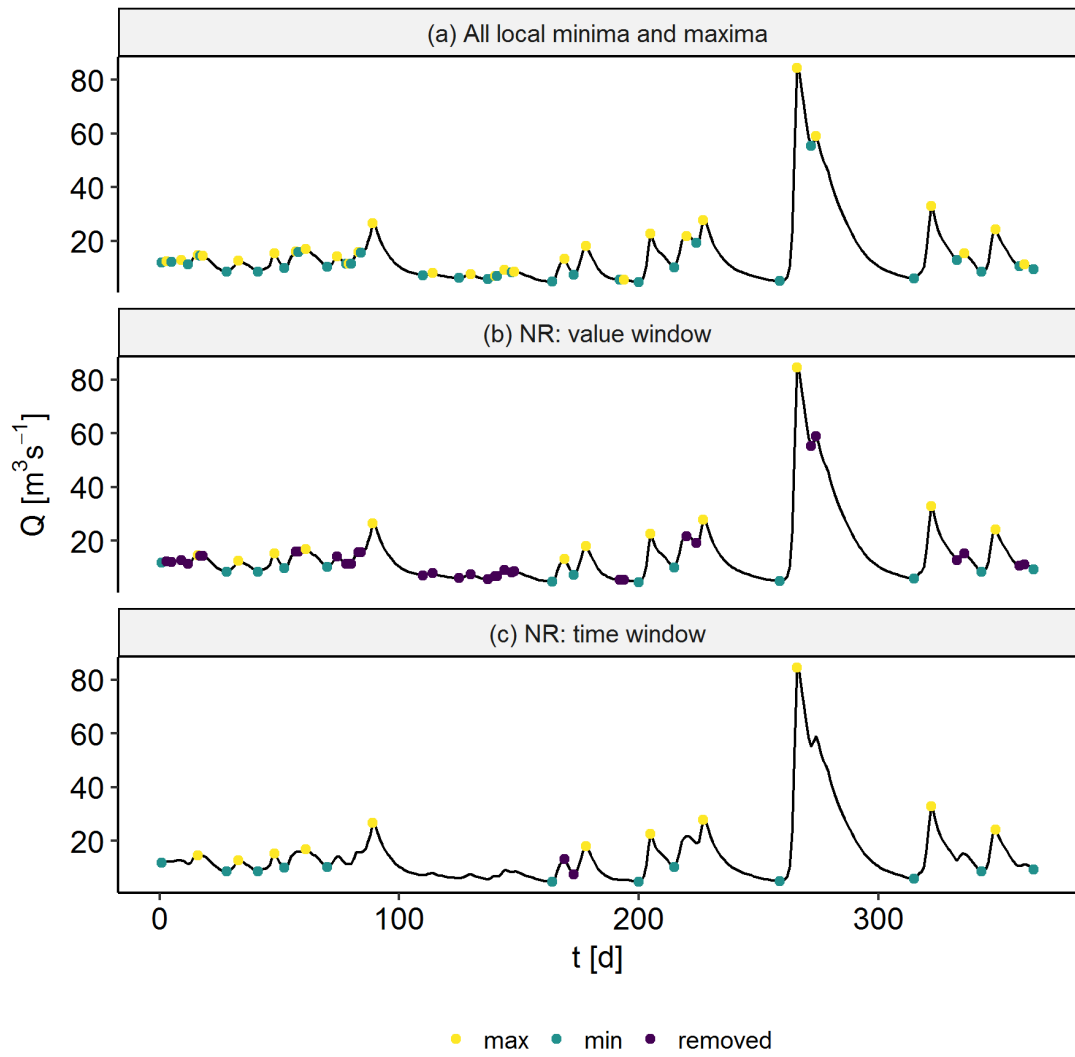 (a) All local minima and maxima
80
60
40
20
(b) NR: value window
80
60
40
20
Q [m³s⁻¹]
(c) NR: time window
80
60
40
20
0 100 200 300
t [d]
max min removed